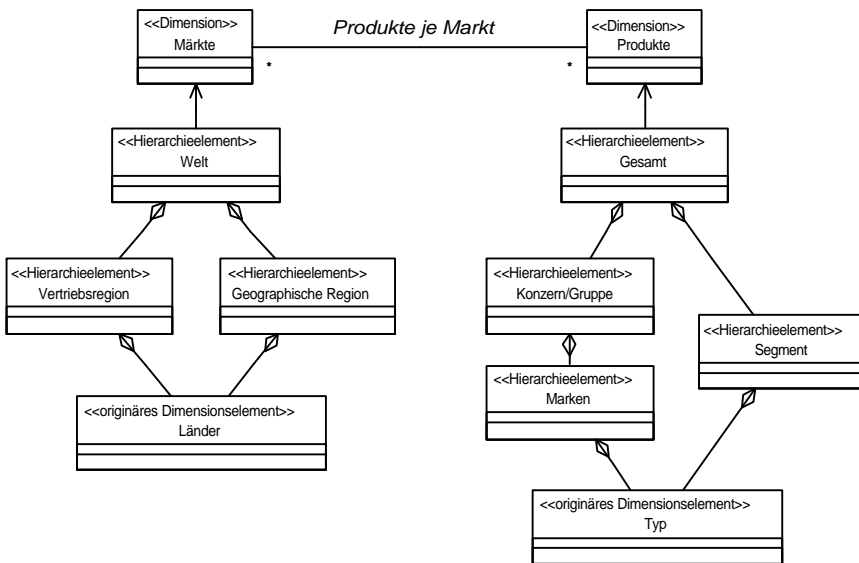 <<Dimension>>
Märkte
Produkte je Markt
<<Dimension>>
Produkte
*
*
<<Hierarchieelement>>
Welt
<<Hierarchieelement>>
Gesamt
<<Hierarchieelement>>
Vertriebsregion
<<Hierarchieelement>>
Geographische Region
<<Hierarchieelement>>
Konzern/Gruppe
<<Hierarchieelement>>
Segment
<<Hierarchieelement>>
Marken
<<originäres Dimensionselement>>
Länder
<<originäres Dimensionselement>>
Typ